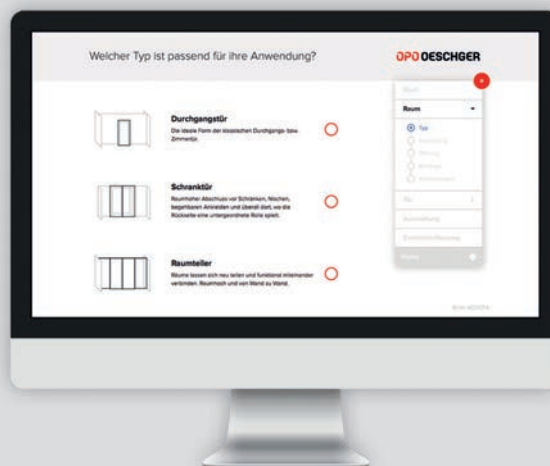 Welcher Typ ist passend für ihre Anwendung?
OPO OESCHGER
Durchgangstür
Die ideale Form der klassischen Durchgangs- bzw.
Zimmertür.
Schranktür
Raumhoher Abschluss vor Schränken, Nischen,
begehbaren Ankleiden und überall dort, wo die
Rückseite eine untergeordnete Rolle spielt.
Raumteiler
Räume lassen sich neu teilen und funktional miteinander
verbinden. Raumhoch und von Wand zu Wand.
Raum
Typ